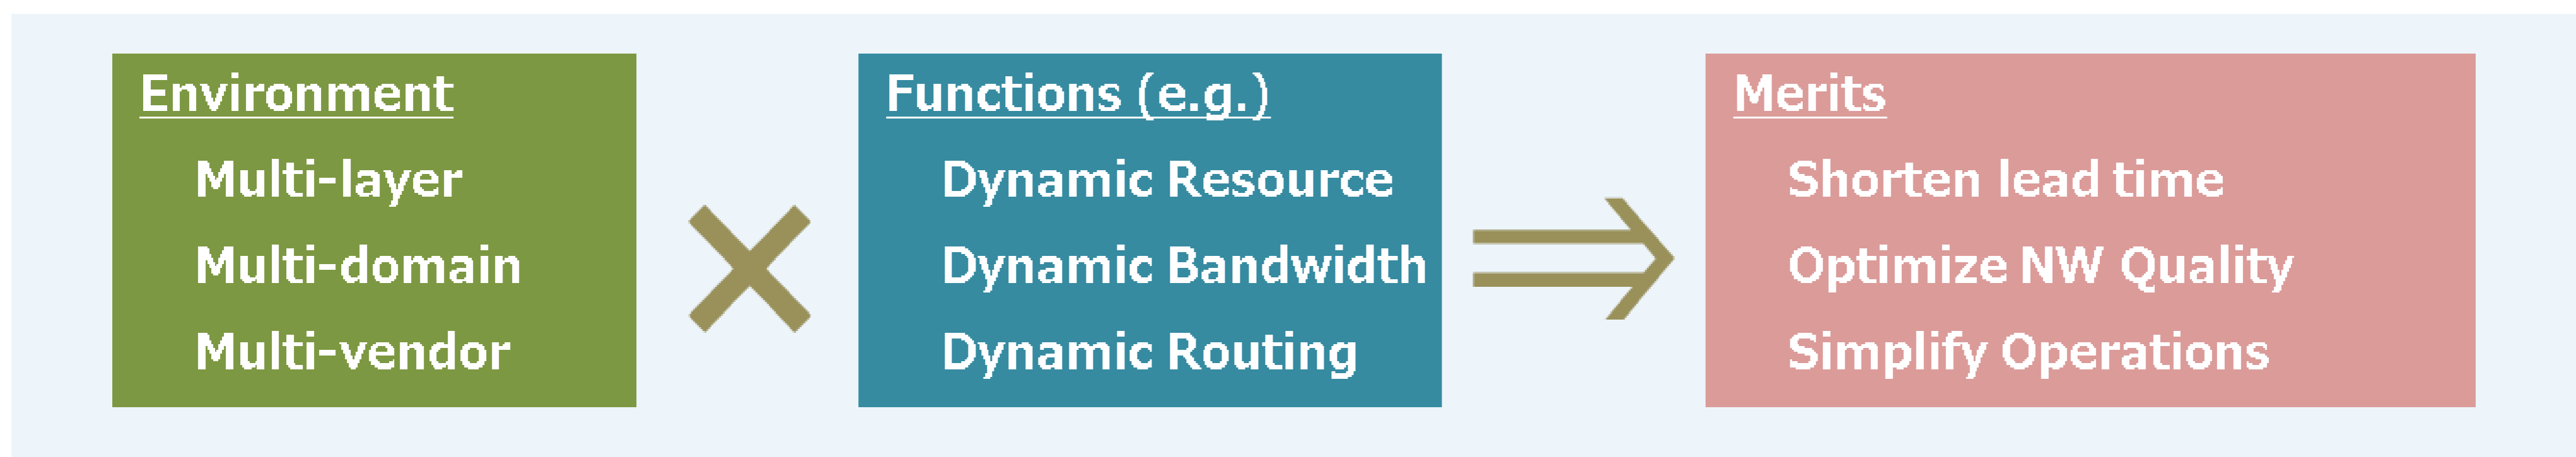 Environment
Multi-layer
Multi-domain
Multi-vendor
×
Functions (e.g.)
Dynamic Resource
Dynamic Bandwidth
Dynamic Routing
⇒
Merits
Shorten lead time
Optimize NW Quality
Simplify Operations